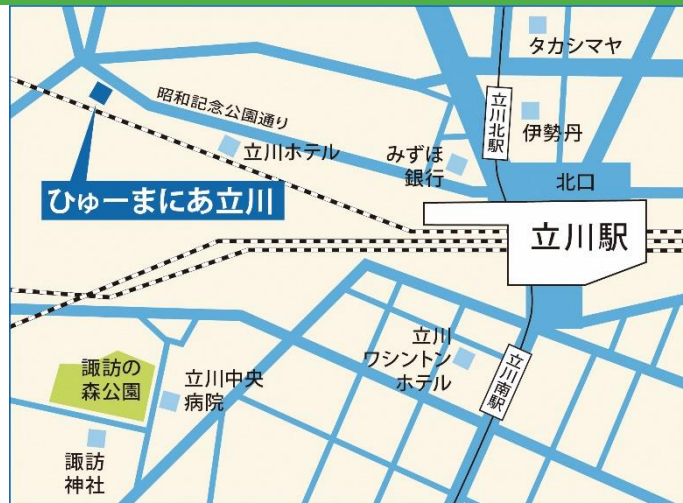 タカシマヤ
立川北駅
昭和記念公園通り
伊勢丹
立川ホテル
みずほ
銀行
北口
ひゅーまにあ立川
立川駅
諏訪の
森公園
立川中央
病院
立川
ワシントン
ホテル
立川南駅
諏訪
神社